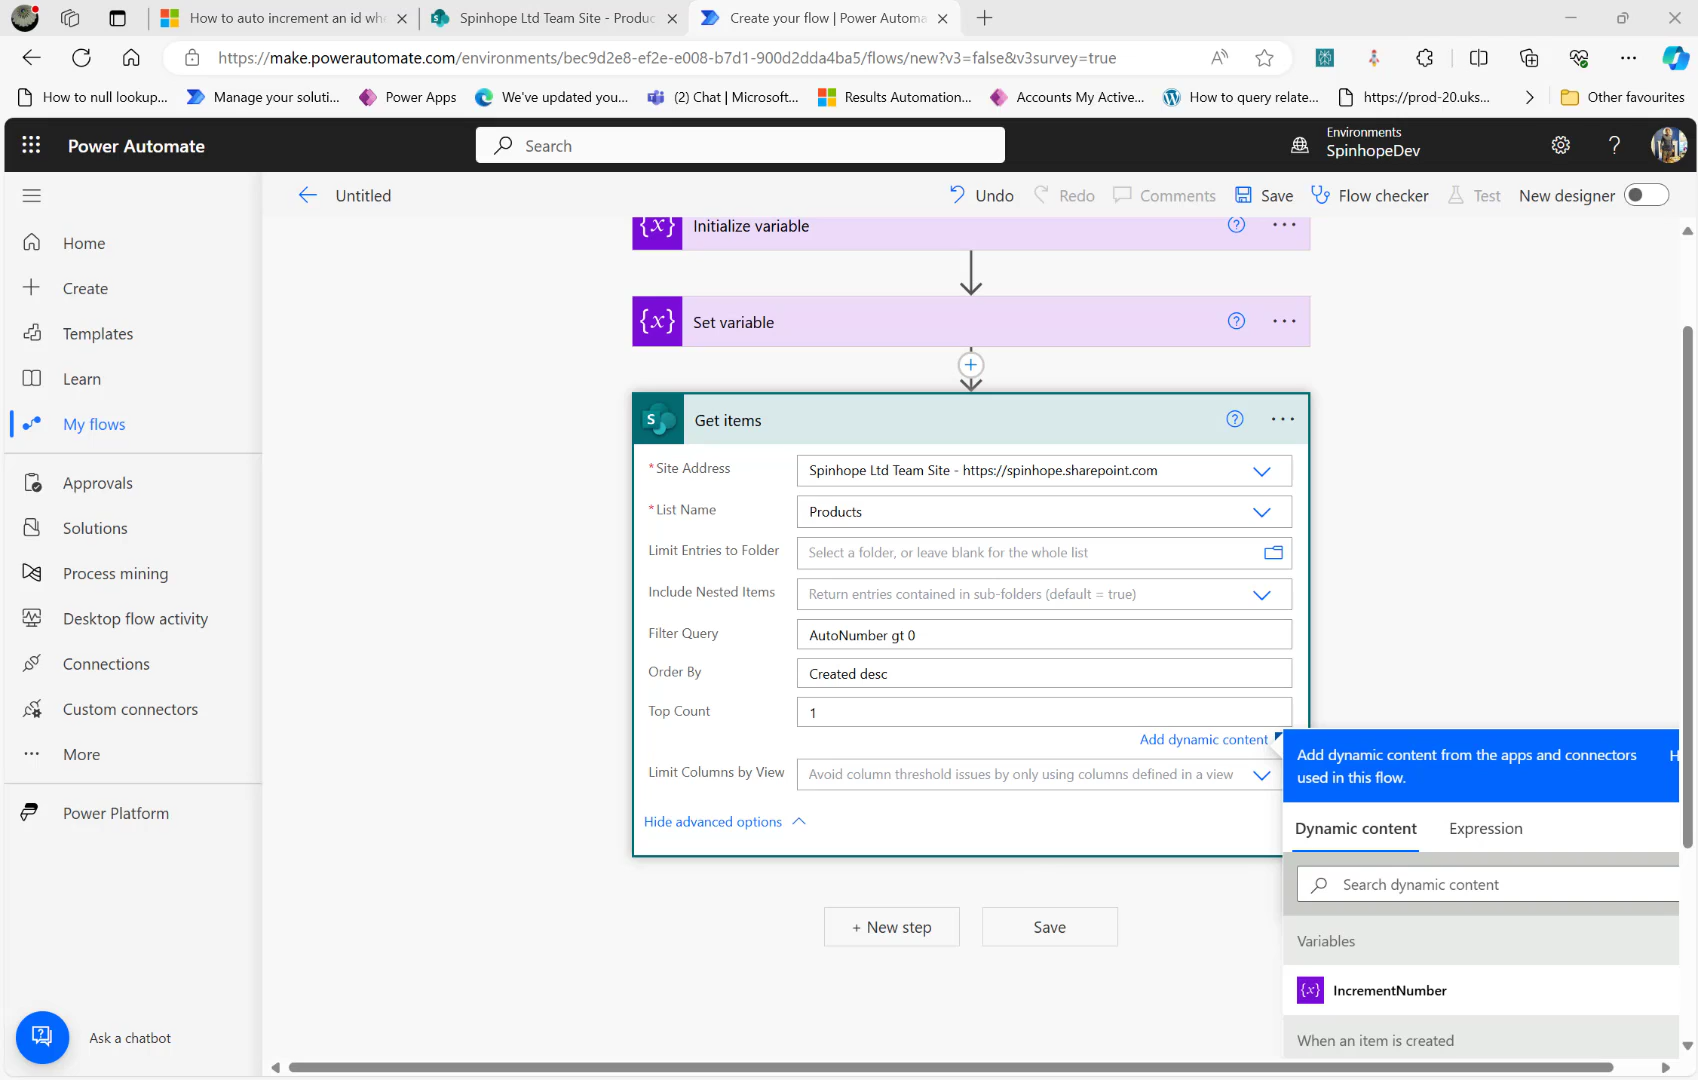 How to auto increment an id whe
Spinhope Ltd Team Site - Produc
Create your flow | Power Automa
https://make.powerautomate.com/environments/bec9d2e8-ef2e-e008-b7d1-900d2dda4ba5/flows/new?v3=false&v3survey=true
How to null lookup...
Manage your soluti...
Power Apps
We've updated you...
(2) Chat | Microsoft...
Results Automation...
Accounts My Active...
How to query relate...
https://prod-20.uks...
Other favourites
Power Automate
Search
Environments
SpinhopeDev
Untitled
Undo
Redo
Comments
Save
Flow checker
Test
New designer
Home
Create
Templates
Learn
My flows
Approvals
Solutions
Process mining
Desktop flow activity
Connections
Custom connectors
More
Power Platform
Ask a chatbot
{x} Initialize variable
{x} Set variable
S Get items
*Site Address
Spinhope Ltd Team Site - https://spinhope.sharepoint.com
*List Name
Products
Limit Entries to Folder
Select a folder, or leave blank for the whole list
Include Nested Items
Return entries contained in sub-folders (default = true)
Filter Query
AutoNumber gt 0
Order By
Created desc
Top Count
1
Add dynamic content
Limit Columns by View
Avoid column threshold issues by only using columns defined in a view
Hide advanced options
+ New step
Save
Add dynamic content from the apps and connectors
used in this flow.
H
Dynamic content
Expression
Search dynamic content
Variables
{x} IncrementNumber
When an item is created